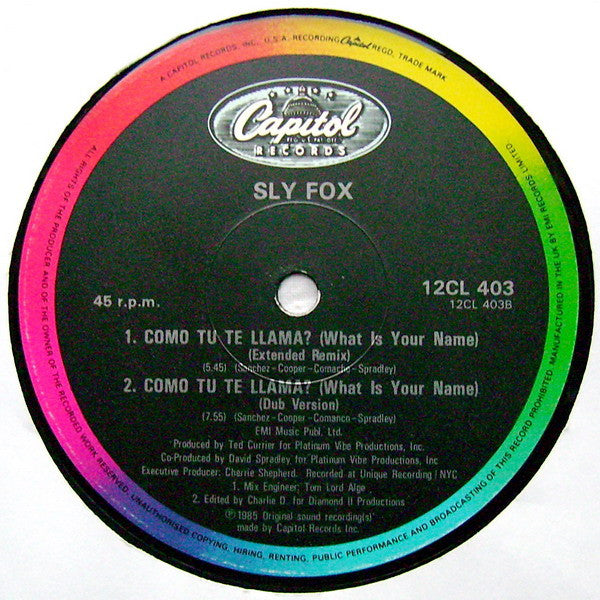 A CAPITOL RECORDS, INC., U.S.A. RECORDING Capitol REGD. TRADE MARK
Capitol
RECORDS
SLY FOX
12CL 403
45 r.p.m.
12CL 403B
1. COMO TU TE LLAMA? (What Is Your Name)
(Extended Remix)
(5.45) (Sanchez-Cooper-Comacho-Spradley)
2. COMO TU TE LLAMA? (What Is Your Name)
(Dub Version)
(7.55) (Sanchez-Cooper-Comanco-Spradley)
EMI Music Publ. Ltd.
Produced by Ted Currier for Platinum Vibe Productions, Inc.
Co-Produced by David Spradley for Platinum Vibe Productions, Inc
Executive Producer: Cherrie Shepherd. Recorded at Unique Recording/NYC
1. Mix Engineer: Tom Lord Alge
2. Edited by Charlie D. for Diamond II Productions
℗1985 Original sound recording(s)
made by Capitol Records Inc.
ALL RIGHTS OF THE PRODUCER AND OF THE OWNER OF THE RECORDED WORK RESERVED. UNAUTHORISED COPYING, HIRING, RENTING, PUBLIC PERFORMANCE AND BROADCASTING OF THIS RECORD PROHIBITED. MANUFACTURED IN THE UK BY EMI RECORDS LIMITED